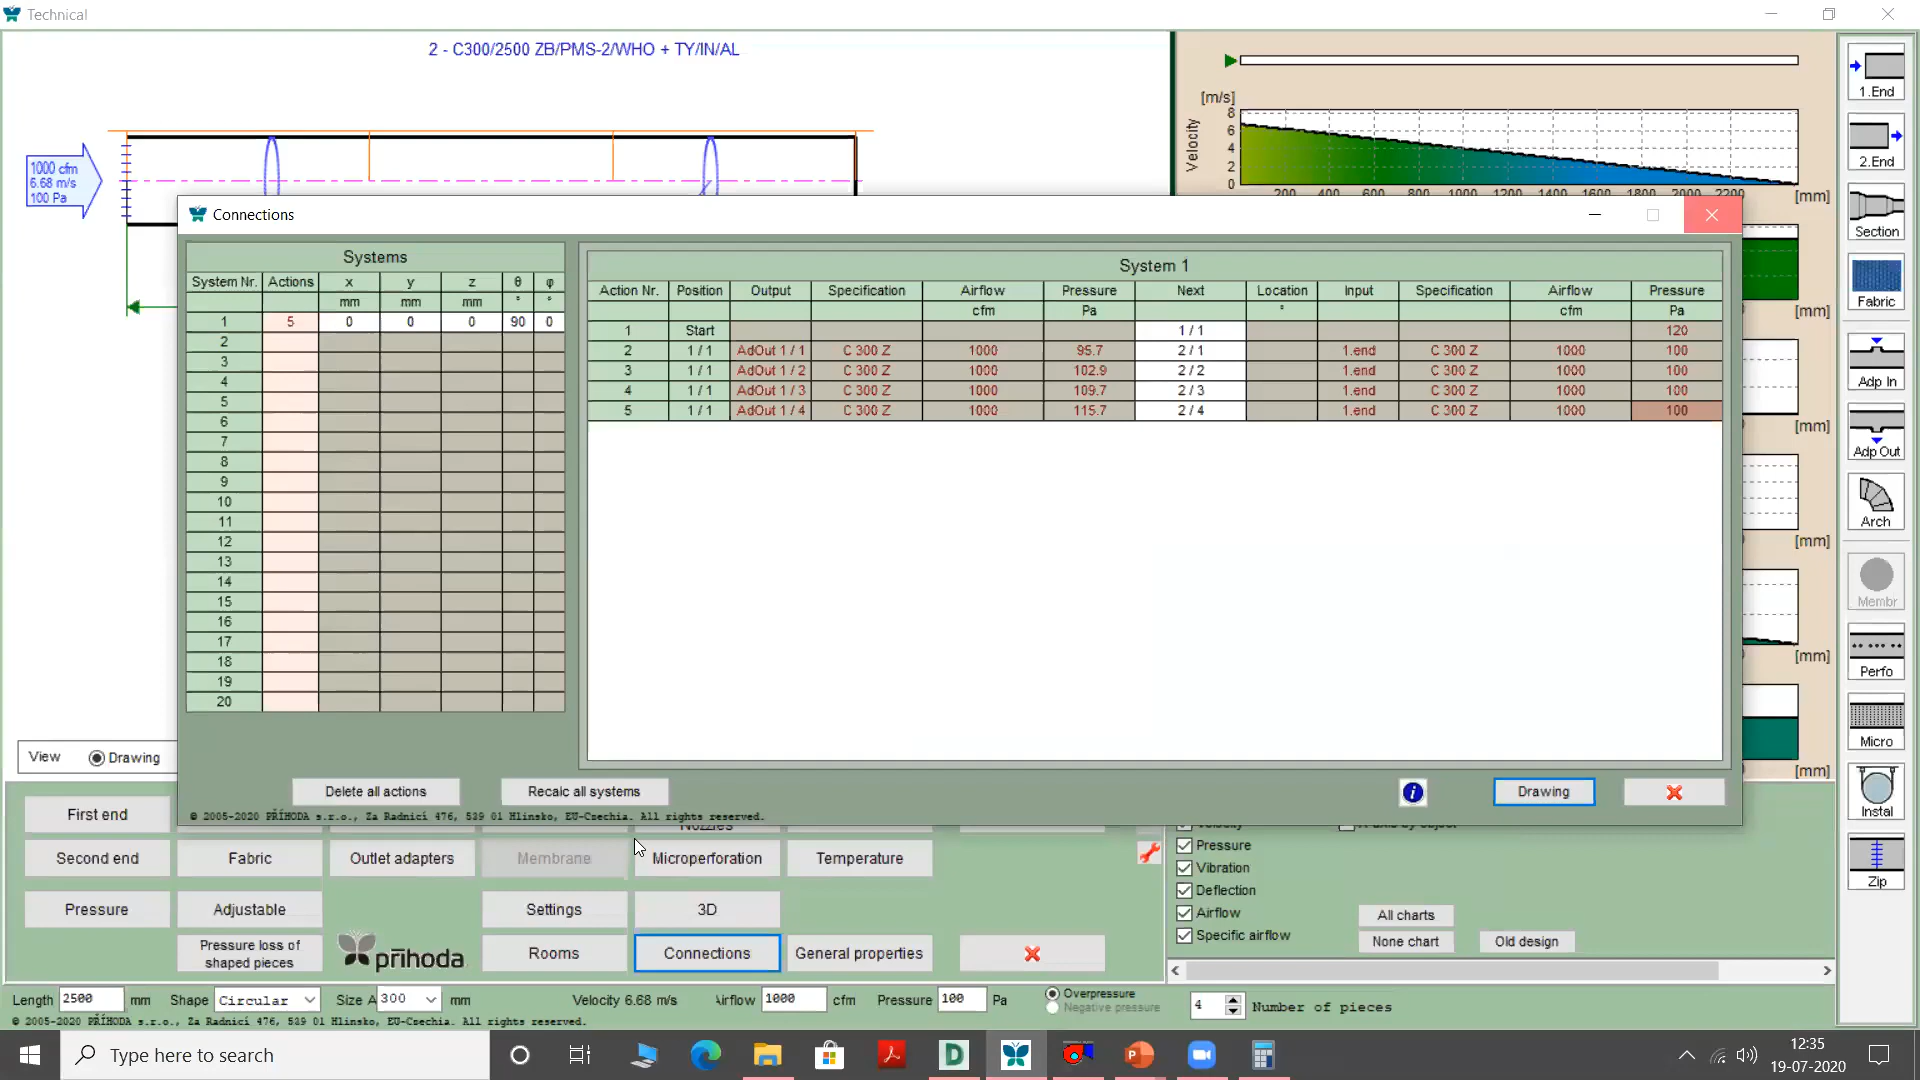 Technical
2 - C300/2500 ZB/PMS-2/WHO + TY/IN/AL
1000 cfm
6.68 m/s
100 Pa
[m/s]
Velocity
8
6
4
2
0
200 400 600 800 1000 1200 1400 1600 1800 2000 2200
[mm]
[mm]
[mm]
[mm]
[mm]
[mm]
1.End
2.End
Section
Fabric
Adp In
Adp Out
Arch
Membr
Perfo
Micro
Instal
Zip
Connections
Systems
System Nr. Actions x y z θ φ
mm mm mm ° °
1 5 0 0 0 90 0
2
3
4
5
6
7
8
9
10
11
12
13
14
15
16
17
18
19
20
System 1
Action Nr. Position Output Specification Airflow Pressure Next Location Input Specification Airflow Pressure
cfm Pa ° cfm Pa
1 Start 1 / 1 120
2 1 / 1 AdOut 1 / 1 C 300 Z 1000 95.7 2 / 1 1.end C 300 Z 1000 100
3 1 / 1 AdOut 1 / 2 C 300 Z 1000 102.9 2 / 2 1.end C 300 Z 1000 100
4 1 / 1 AdOut 1 / 3 C 300 Z 1000 109.7 2 / 3 1.end C 300 Z 1000 100
5 1 / 1 AdOut 1 / 4 C 300 Z 1000 115.7 2 / 4 1.end C 300 Z 1000 100
Delete all actions Recalc all systems Drawing
© 2005-2020 PŘÍHODA s.r.o., Za Radnicí 476, 539 01 Hlinsko, EU-Czechia. All rights reserved.
View Drawing
First end Nozzles
Second end Fabric Outlet adapters Membrane Microperforation Temperature
Pressure Adjustable Settings 3D
Pressure loss of
shaped pieces
příhoda
Rooms Connections General properties
Velocity
Pressure
Vibration
Deflection
Airflow
Specific airflow
All charts
None chart Old design
Length 2500 mm Shape Circular Size A 300 mm Velocity 6.68 m/s Airflow 1000 cfm Pressure 100 Pa
Overpressure
Negative pressure
4 Number of pieces
© 2005-2020 PŘÍHODA s.r.o., Za Radnicí 476, 539 01 Hlinsko, EU-Czechia. All rights reserved.
Type here to search
12:35
19-07-2020